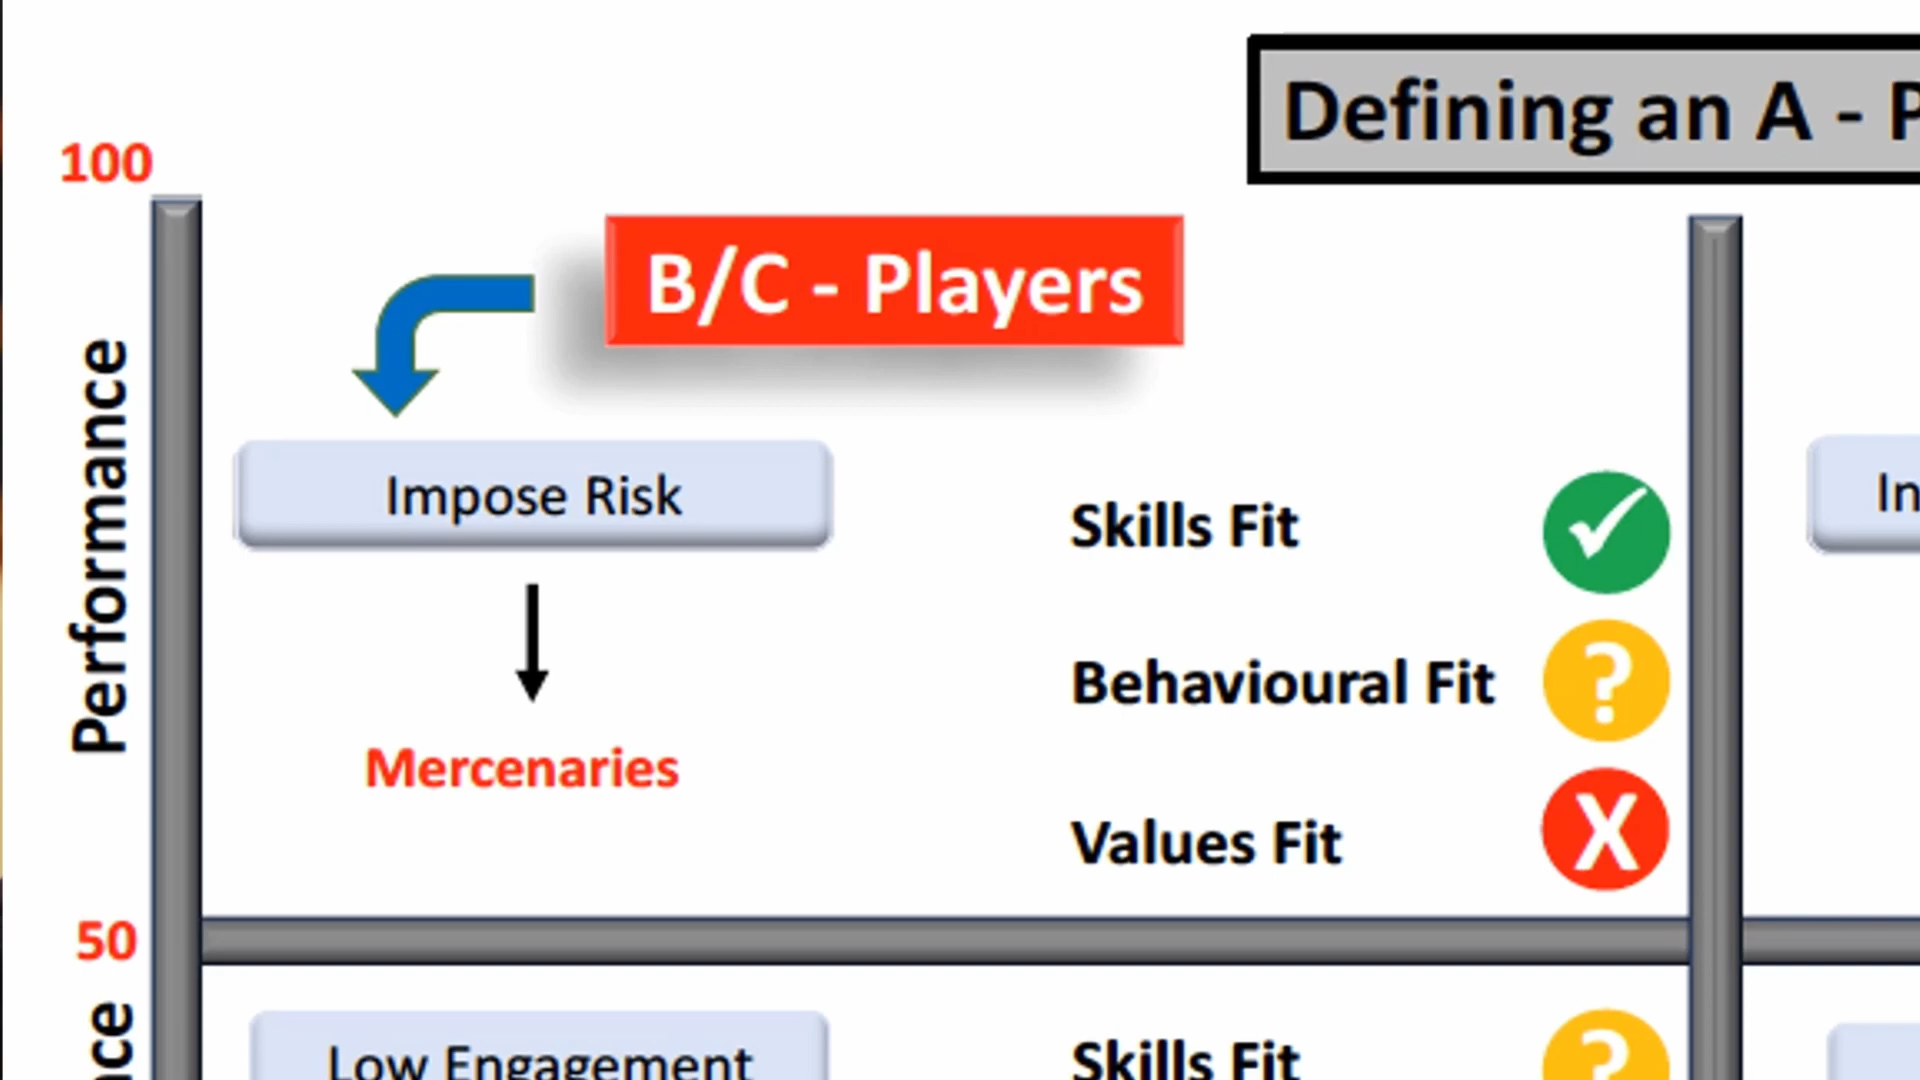 Defining an A - P
100
B/C - Players
Performance
Impose Risk
In
Skills Fit
Behavioural Fit
?
Mercenaries
X
Values Fit
50
Low Engagement
Skills Fit
?